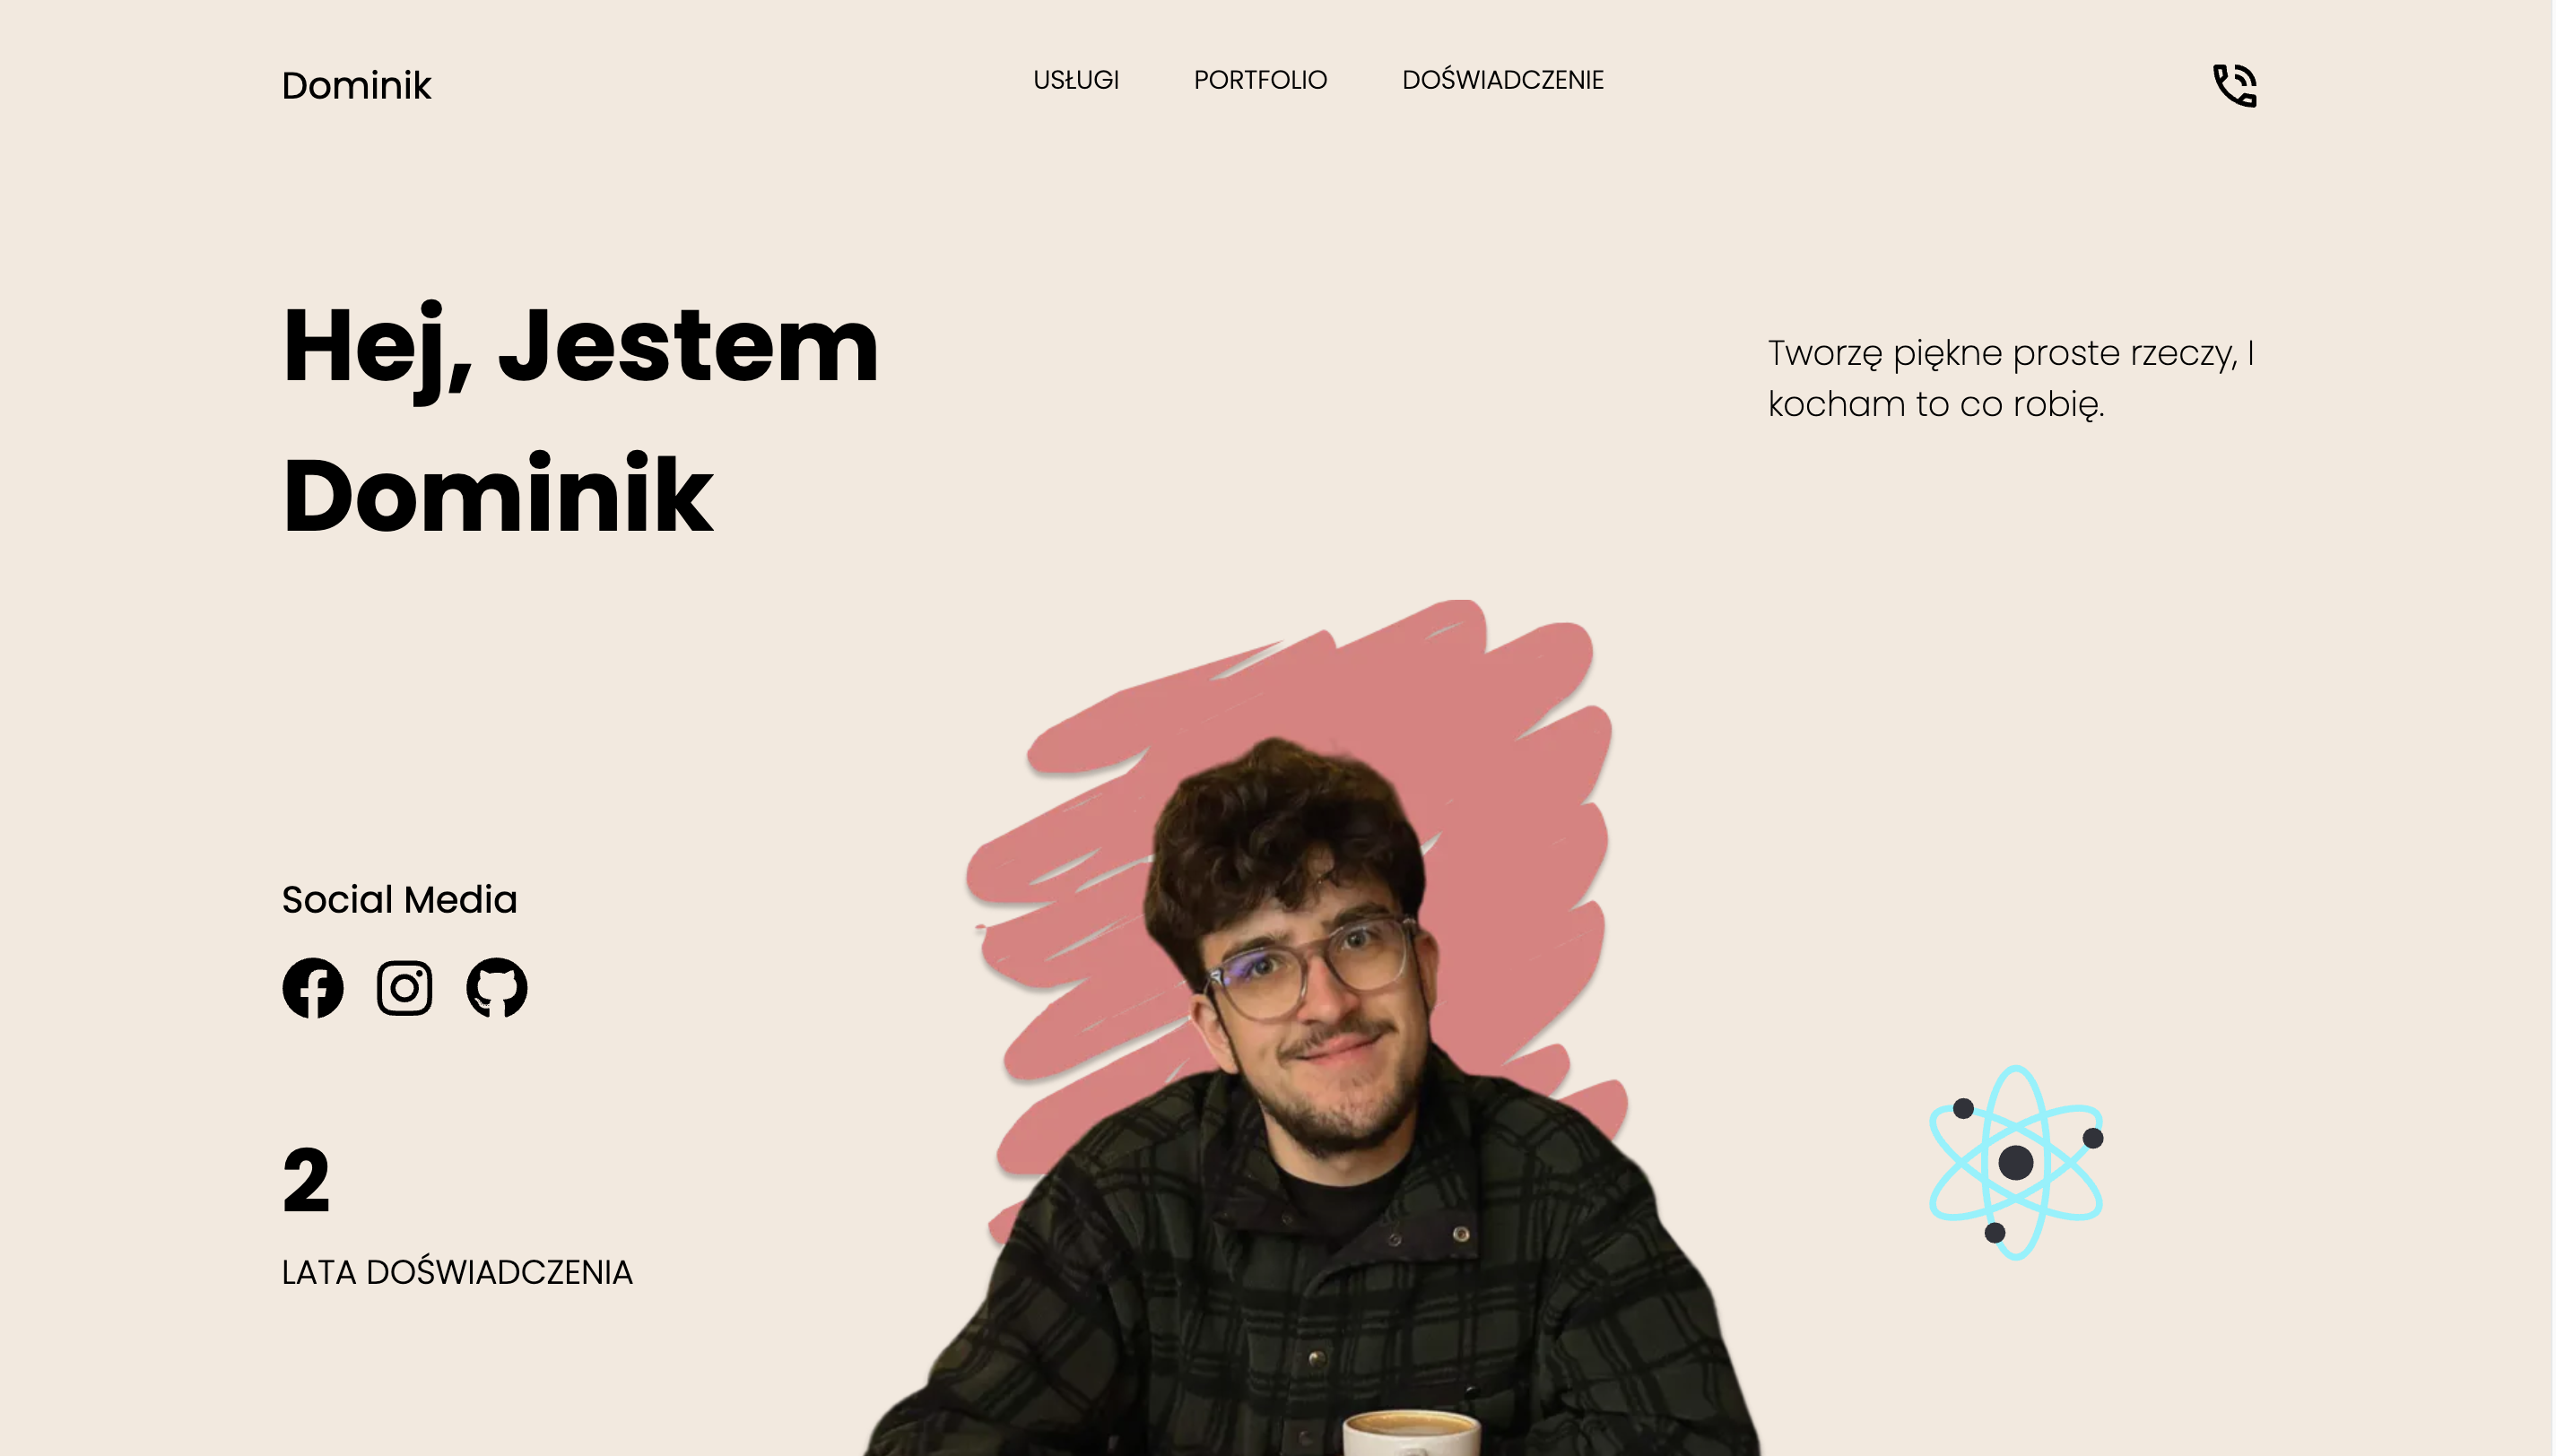 Dominik
USŁUGI
PORTFOLIO
DOŚWIADCZENIE
Hej, Jestem
Dominik
Tworzę piękne proste rzeczy, I
kocham to co robię.
Social Media
2
LATA DOŚWIADCZENIA